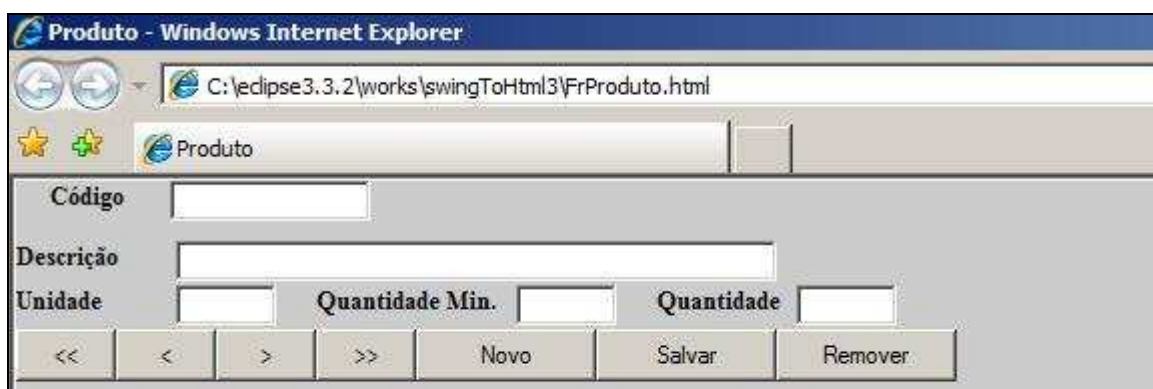 Produto - Windows Internet Explorer
C:\eclipse3.3.2\works\swingToHtml3\FrProduto.html
Produto
Código
Descrição
Unidade Quantidade Min. Quantidade
<< < > >> Novo Salvar Remover